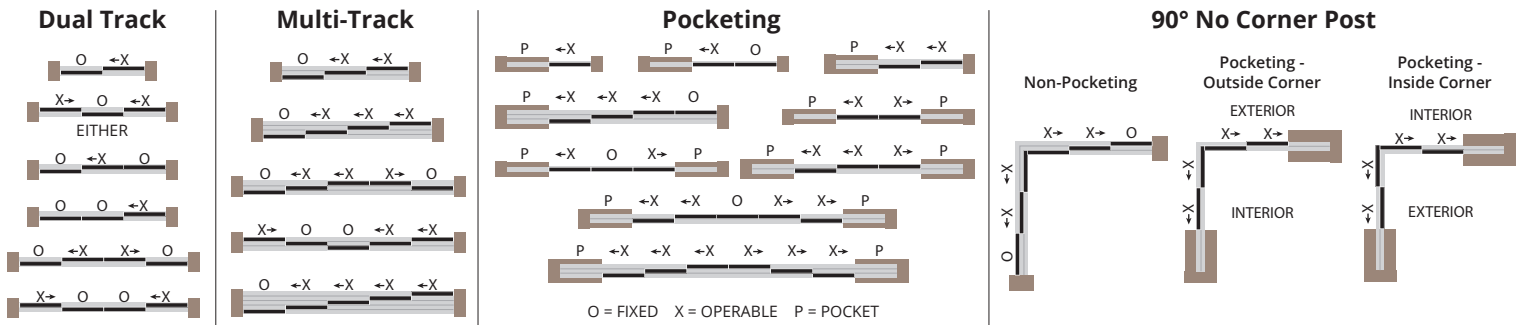 Dual Track
O ←X
X→ O ←X
EITHER
O ←X O
O O ←X
O ←X X→ O
X→ O O ←X
Multi-Track
O ←X ←X
O ←X ←X ←X
O ←X ←X X→ O
X→ O O ←X ←X
O ←X ←X ←X ←X
Pocketing
P ←X
P ←X O
P ←X ←X
P ←X ←X ←X O
P ←X X→ P
P ←X O X→ P
P ←X ←X X→ P
P ←X ←X O X→ X→ P
P ←X ←X ←X X→ X→ X→ P
O = FIXED X = OPERABLE P = POCKET
90° No Corner Post
Non-Pocketing
X→ X→ O
←X
←X
O
Pocketing -
Outside Corner
EXTERIOR
X→ X→
←X
←X
INTERIOR
Pocketing -
Inside Corner
INTERIOR
X→ X→
←X
←X
EXTERIOR